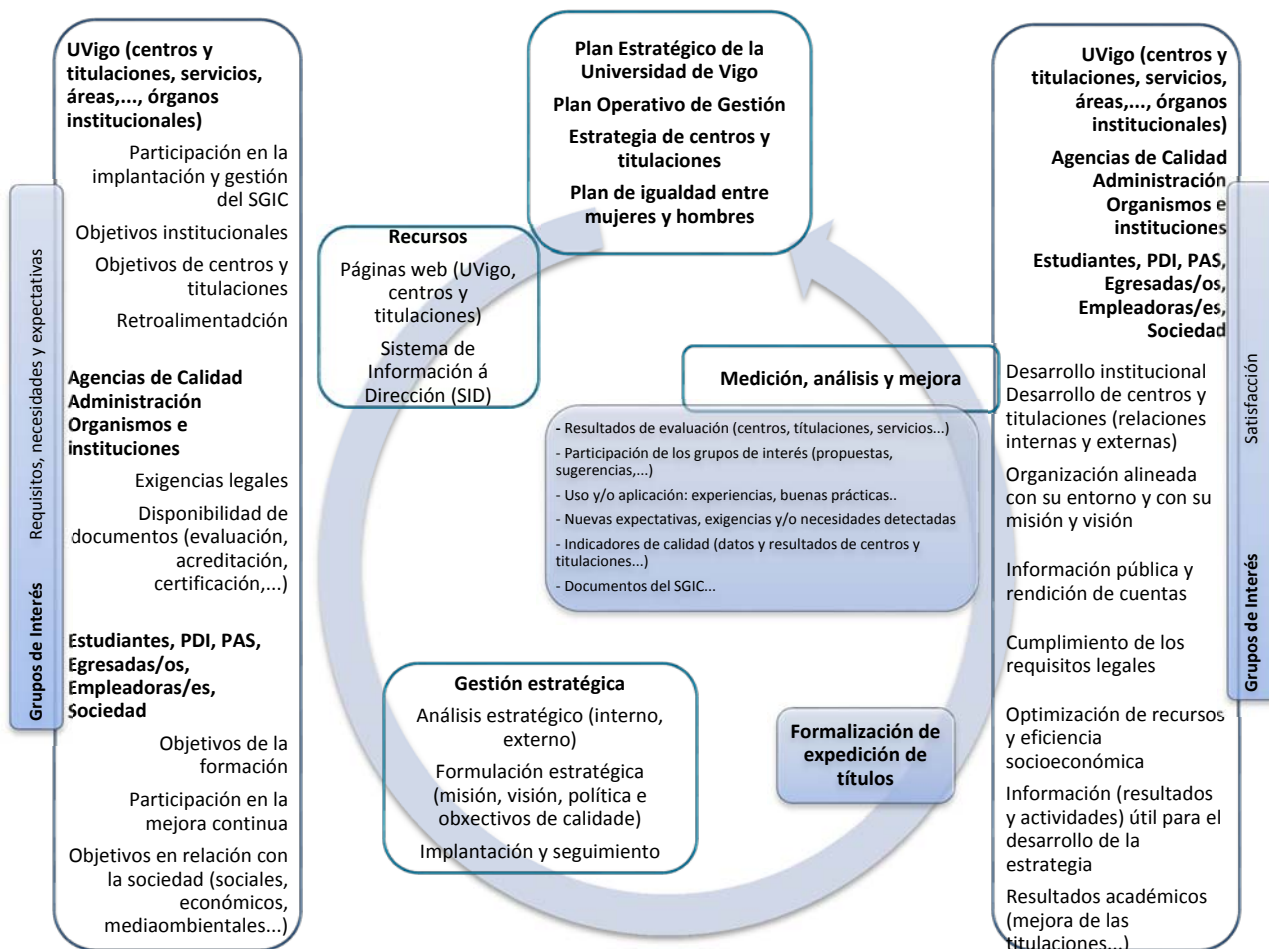 UVigo (centros y
titulaciones, servicios,
áreas,..., órganos
institucionales)
Participación en la
implantación y gestión
del SGIC
Objetivos institucionales
Objetivos de centros y
titulaciones
Retroalimentadción
Agencias de Calidad
Administración
Organismos e
instituciones
Exigencias legales
Disponibilidad de
documentos (evaluación,
acreditación,
certificación,...)
Estudiantes, PDI, PAS,
Egresadas/os,
Empleadoras/es,
Sociedad
Objetivos de la
formación
Participación en la
mejora continua
Objetivos en relación con
la sociedad (sociales,
económicos,
mediaombientales...)
Grupos de Interés
Requisitos, necesidades y expectativas
Plan Estratégico de la
Universidad de Vigo
Plan Operativo de Gestión
Estrategia de centros y
titulaciones
Plan de igualdad entre
mujeres y hombres
Recursos
Páginas web (UVigo,
centros y
titulaciones)
Sistema de
Información á
Dirección (SID)
Medición, análisis y mejora
- Resultados de evaluación (centros, títulaciones, servicios...)
- Participación de los grupos de interés (propuestas,
sugerencias,...)
- Uso y/o aplicación: experiencias, buenas prácticas..
- Nuevas expectativas, exigencias y/o necesidades detectadas
- Indicadores de calidad (datos y resultados de centros y
titulaciones...)
- Documentos del SGIC...
Gestión estratégica
Análisis estratégico (interno,
externo)
Formulación estratégica
(misión, visión, política e
obxectivos de calidade)
Implantación y seguimiento
Formalización de
expedición de
títulos
UVigo (centros y
titulaciones, servicios,
áreas,..., órganos
institucionales)
Agencias de Calidad
Administración
Organismos e
instituciones
Estudiantes, PDI, PAS,
Egresadas/os,
Empleadoras/es,
Sociedad
Desarrollo institucional
Desarrollo de centros y
titulaciones (relaciones
internas y externas)
Organización alineada
con su entorno y con su
misión y visión
Información pública y
rendición de cuentas
Cumplimiento de los
requisitos legales
Optimización de recursos
y eficiencia
socioeconómica
Información (resultados
y actividades) útil para el
desarrollo de la
estrategia
Resultados académicos
(mejora de las
titulaciones...)
Grupos de Interés
Satisfacción